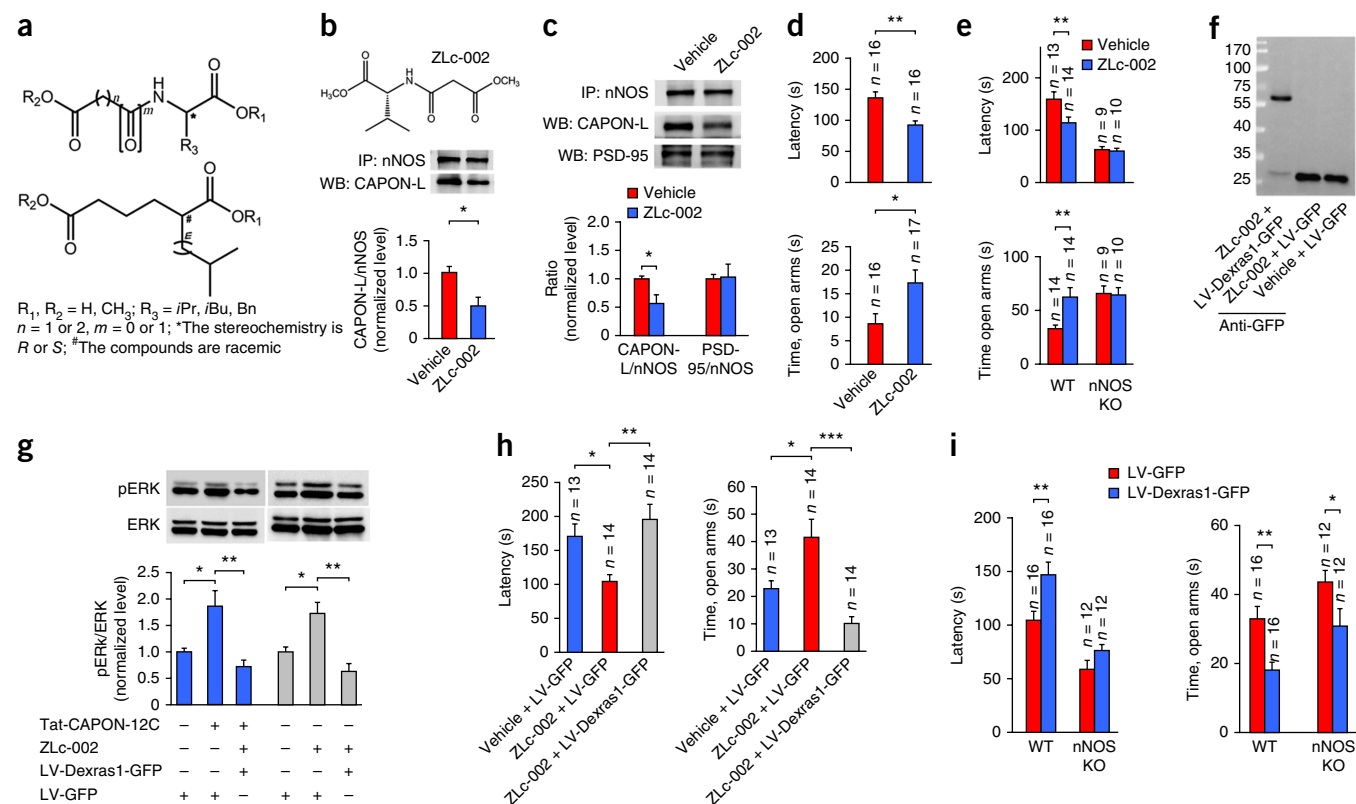 a
R2O
O
n
O
m
H
N
*
R3
O
OR1
R2O
O
O
OR1
#
E
R1, R2 = H, CH3; R3 = iPr, iBu, Bn
n = 1 or 2, m = 0 or 1; *The stereochemistry is
R or S; #The compounds are racemic
b
ZLc-002
O
H
N
O
O
CH3O
OCH3
IP: nNOS
WB: CAPON-L
*
CAPON-L/nNOS
(normalized level)
1.5
1.0
0.5
0
Vehicle
ZLc-002
c
Vehicle
ZLc-002
IP: nNOS
WB: CAPON-L
WB: PSD-95
Vehicle
ZLc-002
Ratio
(normalized level)
2.0
1.5
1.0
0.5
0
*
CAPON-
L/nNOS
PSD-
95/nNOS
d
**
Latency (s)
200
150
100
50
0
n = 16
n = 16
*
Time, open arms (s)
25
20
15
10
5
0
n = 16
n = 17
Vehicle
ZLc-002
e
Vehicle
ZLc-002
**
Latency (s)
200
150
100
50
0
n = 13
n = 14
n = 9
n = 10
**
Time open arms (s)
150
100
50
0
n = 14
n = 14
n = 9
n = 10
WT
nNOS
KO
f
170
130
100
75
55
40
35
25
ZLc-002 +
LV-Dexras1-GFP
ZLc-002 + LV-GFP
Vehicle + LV-GFP
Anti-GFP
g
pERK
ERK
pERk/ERK
(normalized level)
2.5
2.0
1.5
1.0
0.5
0
*
**
*
**
Tat-CAPON-12C – + + – – –
ZLc-002 – – + – + +
LV-Dexras1-GFP – – + – – +
LV-GFP + + – + + –
h
*
**
Latency (s)
250
200
150
100
50
0
n = 13
n = 14
n = 14
Vehicle + LV-GFP
ZLc-002 + LV-GFP
ZLc-002 + LV-Dexras1-GFP
*
***
Time, open arms (s)
60
50
40
30
20
10
0
n = 13
n = 14
n = 14
Vehicle + LV-GFP
ZLc-002 + LV-GFP
ZLc-002 + LV-Dexras1-GFP
i
LV-GFP
LV-Dexras1-GFP
**
Latency (s)
200
150
100
50
0
n = 16
n = 16
n = 12
n = 12
WT
nNOS
KO
**
*
Time, open arms (s)
60
40
20
0
n = 16
n = 16
n = 12
n = 12
WT
nNOS
KO